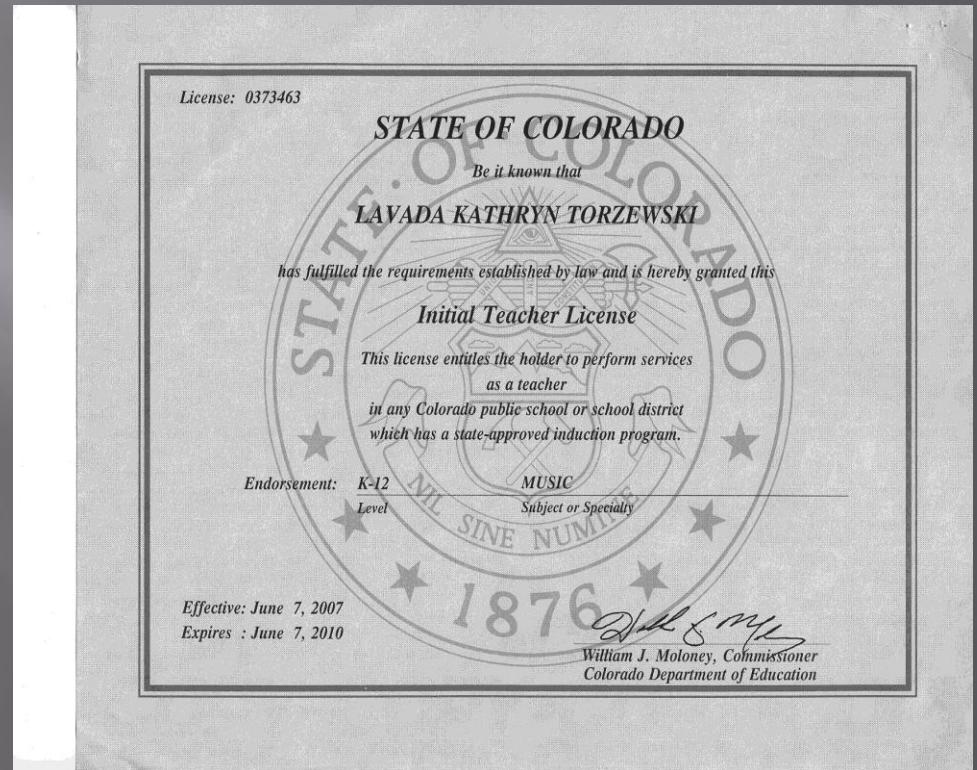 License: 0373463
STATE OF COLORADO
Be it known that
LAVADA KATHRYN TORZEWSKI
has fulfilled the requirements established by law and is hereby granted this
Initial Teacher License
This license entitles the holder to perform services
as a teacher
in any Colorado public school or school district
which has a state-approved induction program.
Endorsement: K-12 MUSIC
Level Subject or Specialty
Effective: June 7, 2007
Expires : June 7, 2010
William J. Moloney, Commissioner
Colorado Department of Education
STATE · OF COLORADO
UNION AND CONSTITUTION
NIL SINE NUMINE
1876